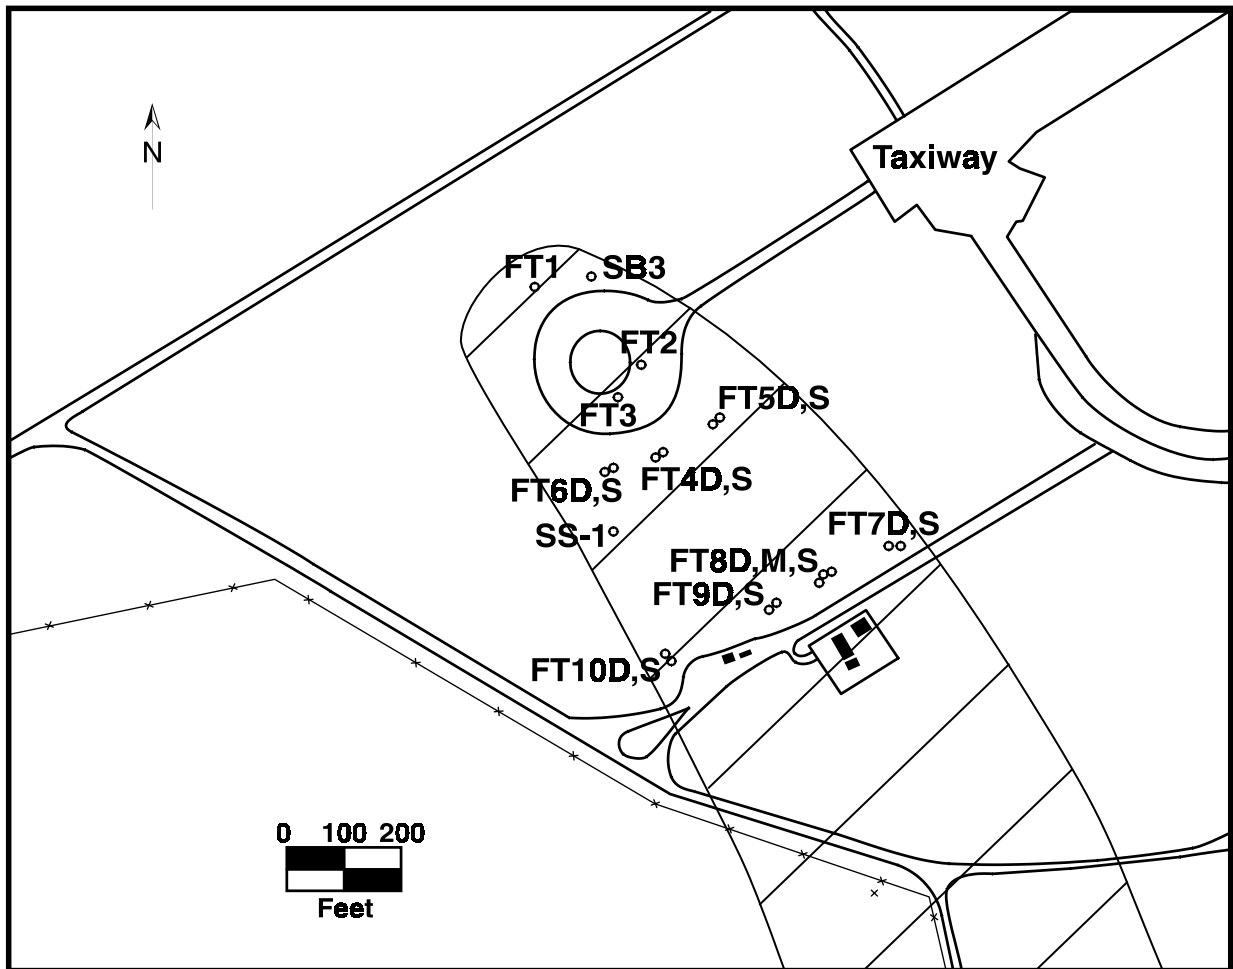 N
Taxiway
FT1
SB3
FT2
FT3
FT5D,S
FT4D,S
FT6D,S
SS-1
FT7D,S
FT8D,M,S
FT9D,S
FT10D,S
0 100 200
Feet